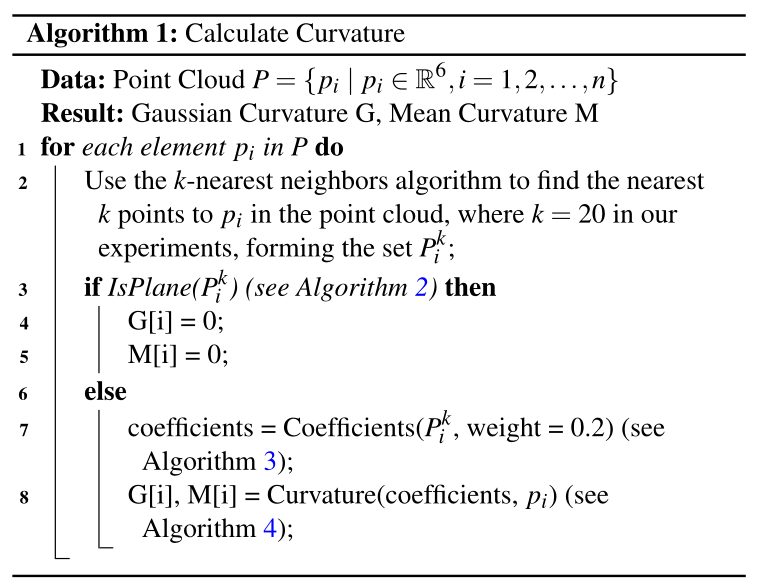 Algorithm 1: Calculate Curvature
Data: Point Cloud P = {p_i | p_i ∈ ℝ^6, i = 1, 2, . . . , n}
Result: Gaussian Curvature G, Mean Curvature M
1 for each element p_i in P do
2 Use the k-nearest neighbors algorithm to find the nearest
k points to p_i in the point cloud, where k = 20 in our
experiments, forming the set P_i^k;
3 if IsPlane(P_i^k) (see Algorithm 2) then
4 G[i] = 0;
5 M[i] = 0;
6 else
7 coefficients = Coefficients(P_i^k, weight = 0.2) (see
Algorithm 3);
8 G[i], M[i] = Curvature(coefficients, p_i) (see
Algorithm 4);